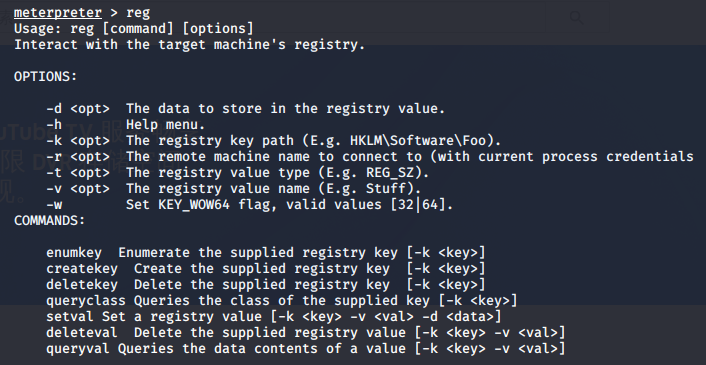 meterpreter > reg
Usage: reg [command] [options]
Interact with the target machine's registry.
OPTIONS:
-d <opt>  The data to store in the registry value.
-h        Help menu.
-k <opt>  The registry key path (E.g. HKLM\Software\Foo).
-r <opt>  The remote machine name to connect to (with current process credentials
-t <opt>  The registry value type (E.g. REG_SZ).
-v <opt>  The registry value name (E.g. Stuff).
-w        Set KEY_WOW64 flag, valid values [32|64].
COMMANDS:
enumkey  Enumerate the supplied registry key [-k <key>]
createkey  Create the supplied registry key  [-k <key>]
deletekey  Delete the supplied registry key  [-k <key>]
queryclass Queries the class of the supplied key [-k <key>]
setval Set a registry value [-k <key> -v <val> -d <data>]
deleteval  Delete the supplied registry value [-k <key> -v <val>]
queryval Queries the data contents of a value [-k <key> -v <val>]